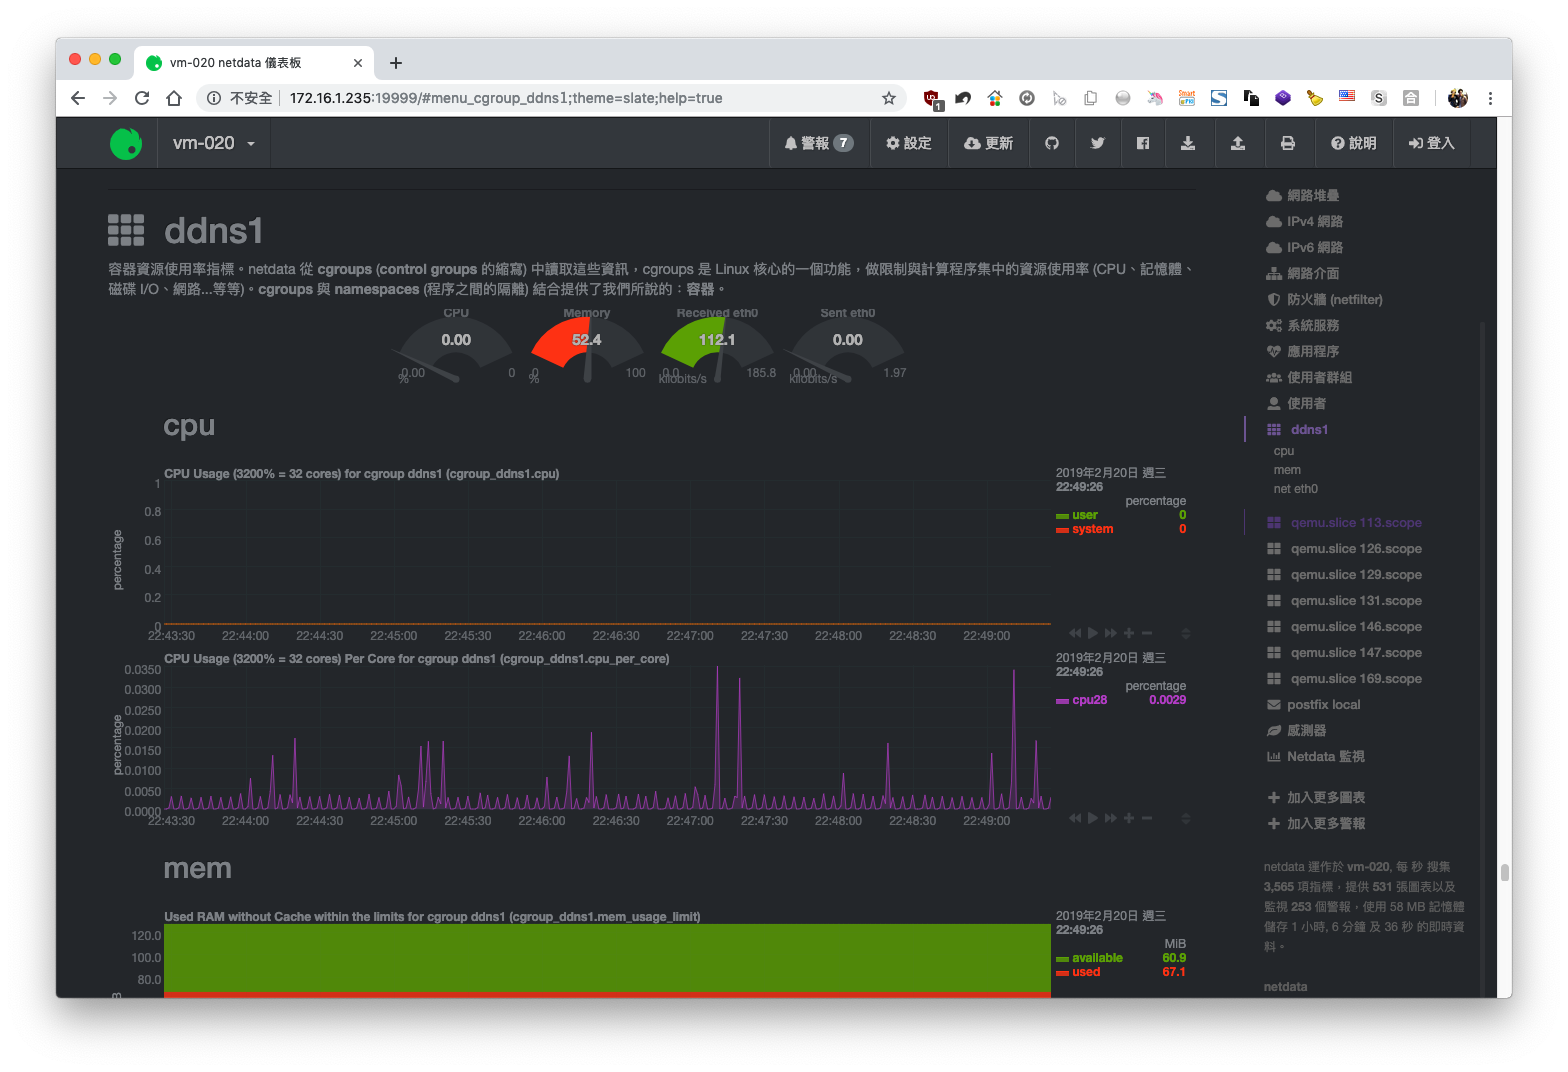 vm-020 netdata 儀表板
不安全
172.16.1.235:19999/#menu_cgroup_ddns1;theme=slate;help=true
1
vm-020
警報 7
設定
更新
說明
登入
ddns1
容器資源使用率指標。netdata 從 cgroups (control groups 的縮寫) 中讀取這些資訊，cgroups 是 Linux 核心的一個功能，做限制與計算程序集中的資源使用率 (CPU、記憶體、
磁碟 I/O、網路...等等)。cgroups 與 namespaces (程序之間的隔離) 結合提供了我們所說的：容器。
CPU
0.00
0.00
0
%
Memory
52.4
0
100
%
Received eth0
112.1
0.0
185.8
kilobits/s
Sent eth0
0.00
0.00
1.97
kilobits/s
cpu
CPU Usage (3200% = 32 cores) for cgroup ddns1 (cgroup_ddns1.cpu)
percentage
1
0.8
0.6
0.4
0.2
0
22:43:30 22:44:00 22:44:30 22:45:00 22:45:30 22:46:00 22:46:30 22:47:00 22:47:30 22:48:00 22:48:30 22:49:00
2019年2月20日 週三
22:49:26
percentage
user 0
system 0
CPU Usage (3200% = 32 cores) Per Core for cgroup ddns1 (cgroup_ddns1.cpu_per_core)
percentage
0.0350
0.0300
0.0250
0.0200
0.0150
0.0100
0.0050
0.0000
22:43:30 22:44:00 22:44:30 22:45:00 22:45:30 22:46:00 22:46:30 22:47:00 22:47:30 22:48:00 22:48:30 22:49:00
2019年2月20日 週三
22:49:26
percentage
cpu28 0.0029
mem
Used RAM without Cache within the limits for cgroup ddns1 (cgroup_ddns1.mem_usage_limit)
120.0
100.0
80.0
2019年2月20日 週三
22:49:26
MiB
available 60.9
used 67.1
網路堆疊
IPv4 網路
IPv6 網路
網路介面
防火牆 (netfilter)
系統服務
應用程序
使用者群組
使用者
ddns1
cpu
mem
net eth0
qemu.slice 113.scope
qemu.slice 126.scope
qemu.slice 129.scope
qemu.slice 131.scope
qemu.slice 146.scope
qemu.slice 147.scope
qemu.slice 169.scope
postfix local
感測器
Netdata 監視
加入更多圖表
加入更多警報
netdata 運作於 vm-020, 每 秒 搜集
3,565 項指標，提供 531 張圖表以及
監視 253 個警報，使用 58 MB 記憶體
儲存 1 小時, 6 分鐘 及 36 秒 的即時資
料。
netdata